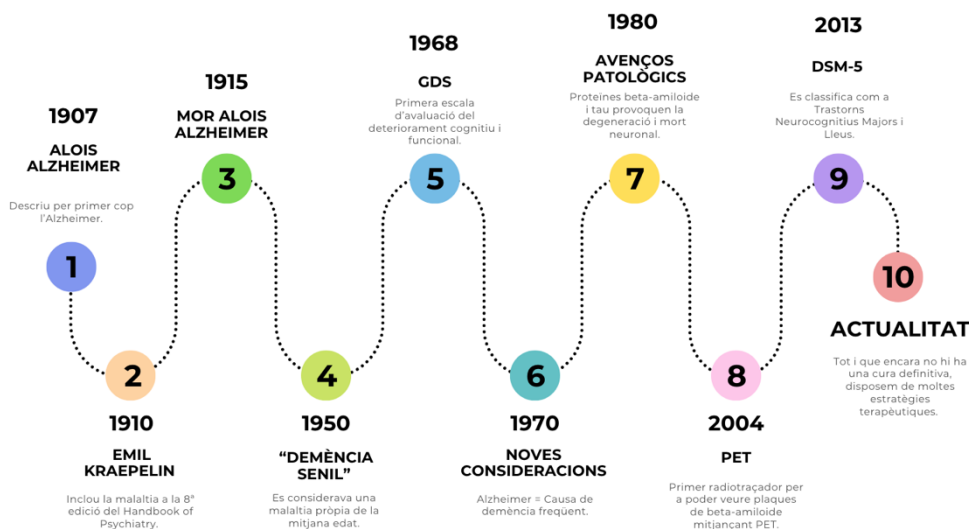 1907
ALOIS
ALZHEIMER
Descriu per primer cop
l'Alzheimer.
1
2
1910
EMIL
KRAEPELIN
Inclou la malaltia a la 8ª
edició del Handbook of
Psychiatry.
1915
MOR ALOIS
ALZHEIMER
3
4
1950
"DEMÈNCIA
SENIL"
Es considerava una
malaltia pròpia de la
mitjana edat.
1968
GDS
Primera escala
d'avaluació del
deteriorament cognitiu i
funcional.
5
6
1970
NOVES
CONSIDERACIONS
Alzheimer = Causa de
demència freqüent.
1980
AVENÇOS
PATOLÒGICS
Proteïnes beta-amiloide
i tau provoquen la
degeneració i mort
neuronal.
7
8
2004
PET
Primer radiotraçador per
a poder veure plaques
de beta-amiloide
mitjançant PET.
2013
DSM-5
Es classifica com a
Trastorns
Neurocognitius Majors i
Lleus.
9
10
ACTUALITAT
Tot i que encara no hi ha
una cura definitiva,
disposem de moltes
estratègies
terapèutiques.